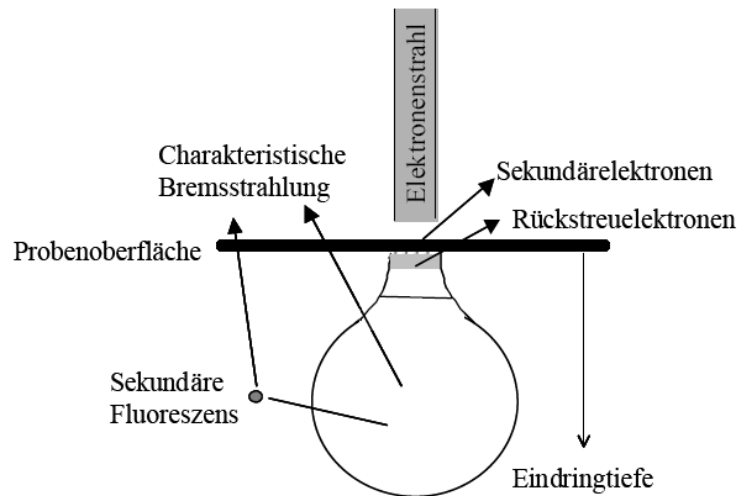 Elektronenstrahl
Charakteristische
Bremsstrahlung
Sekundärelektronen
Rückstreuelektronen
Probenoberfläche
Sekundäre
Fluoreszens
Eindringtiefe